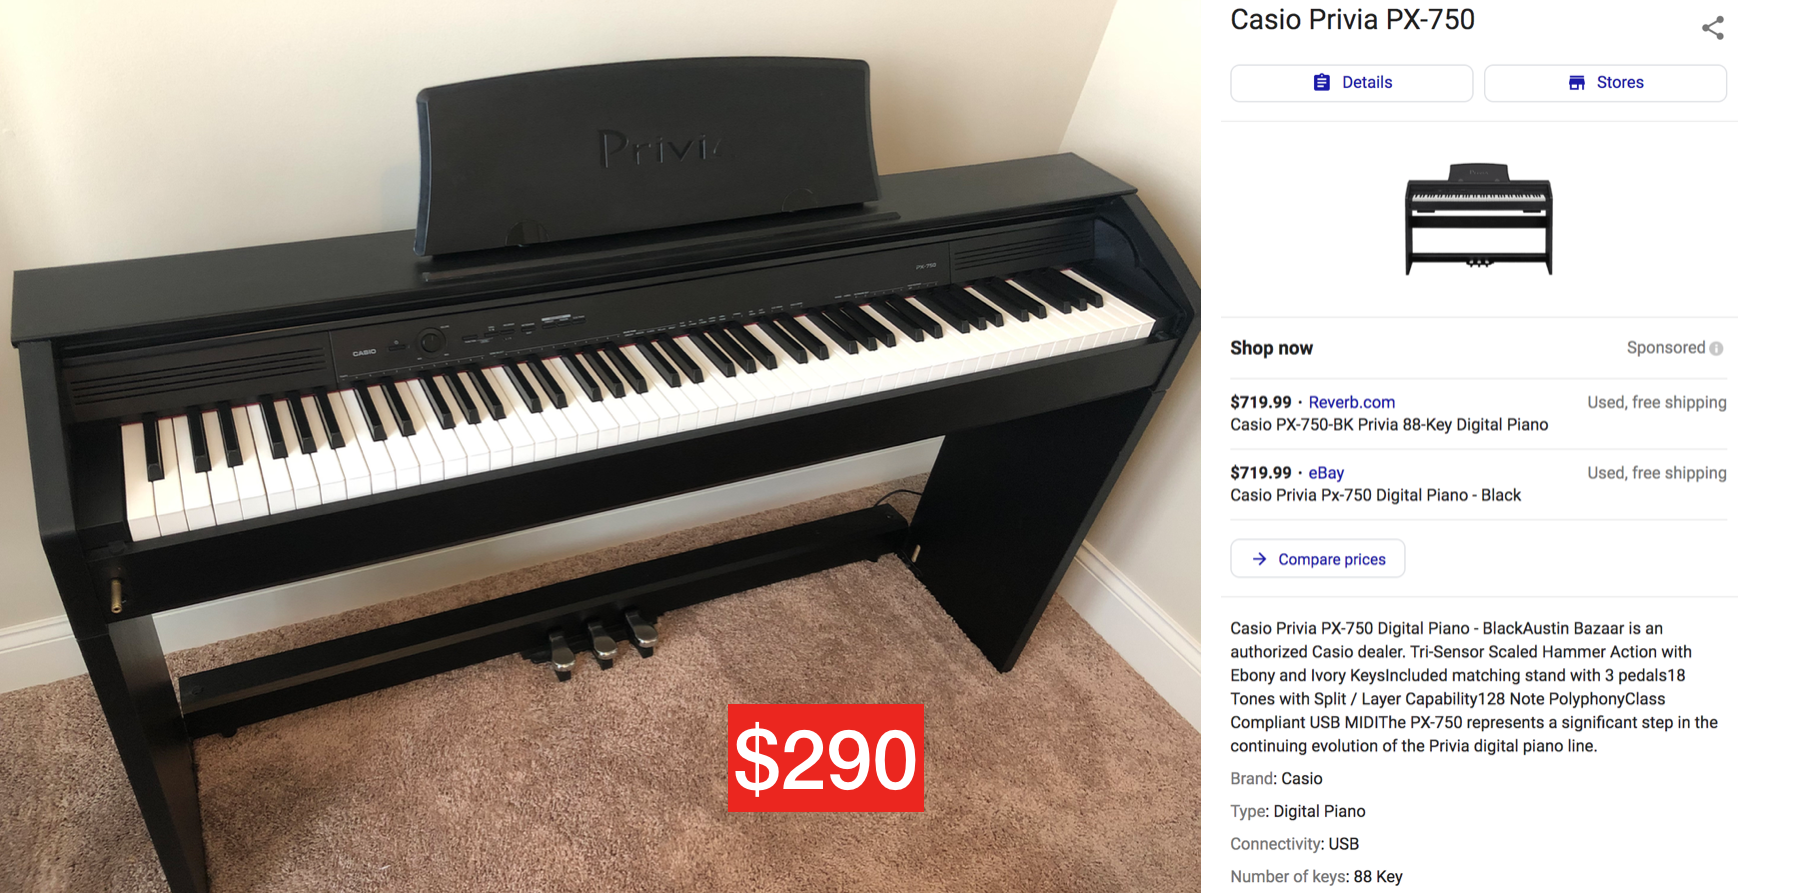 Privia
PX-750
CASIO
$290
Casio Privia PX-750
Details
Stores
Shop now
Sponsored
$719.99 · Reverb.com
Used, free shipping
Casio PX-750-BK Privia 88-Key Digital Piano
$719.99 · eBay
Used, free shipping
Casio Privia Px-750 Digital Piano - Black
Compare prices
Casio Privia PX-750 Digital Piano - BlackAustin Bazaar is an
authorized Casio dealer. Tri-Sensor Scaled Hammer Action with
Ebony and Ivory KeysIncluded matching stand with 3 pedals18
Tones with Split / Layer Capability128 Note PolyphonyClass
Compliant USB MIDIThe PX-750 represents a significant step in the
continuing evolution of the Privia digital piano line.
Brand: Casio
Type: Digital Piano
Connectivity: USB
Number of keys: 88 Key